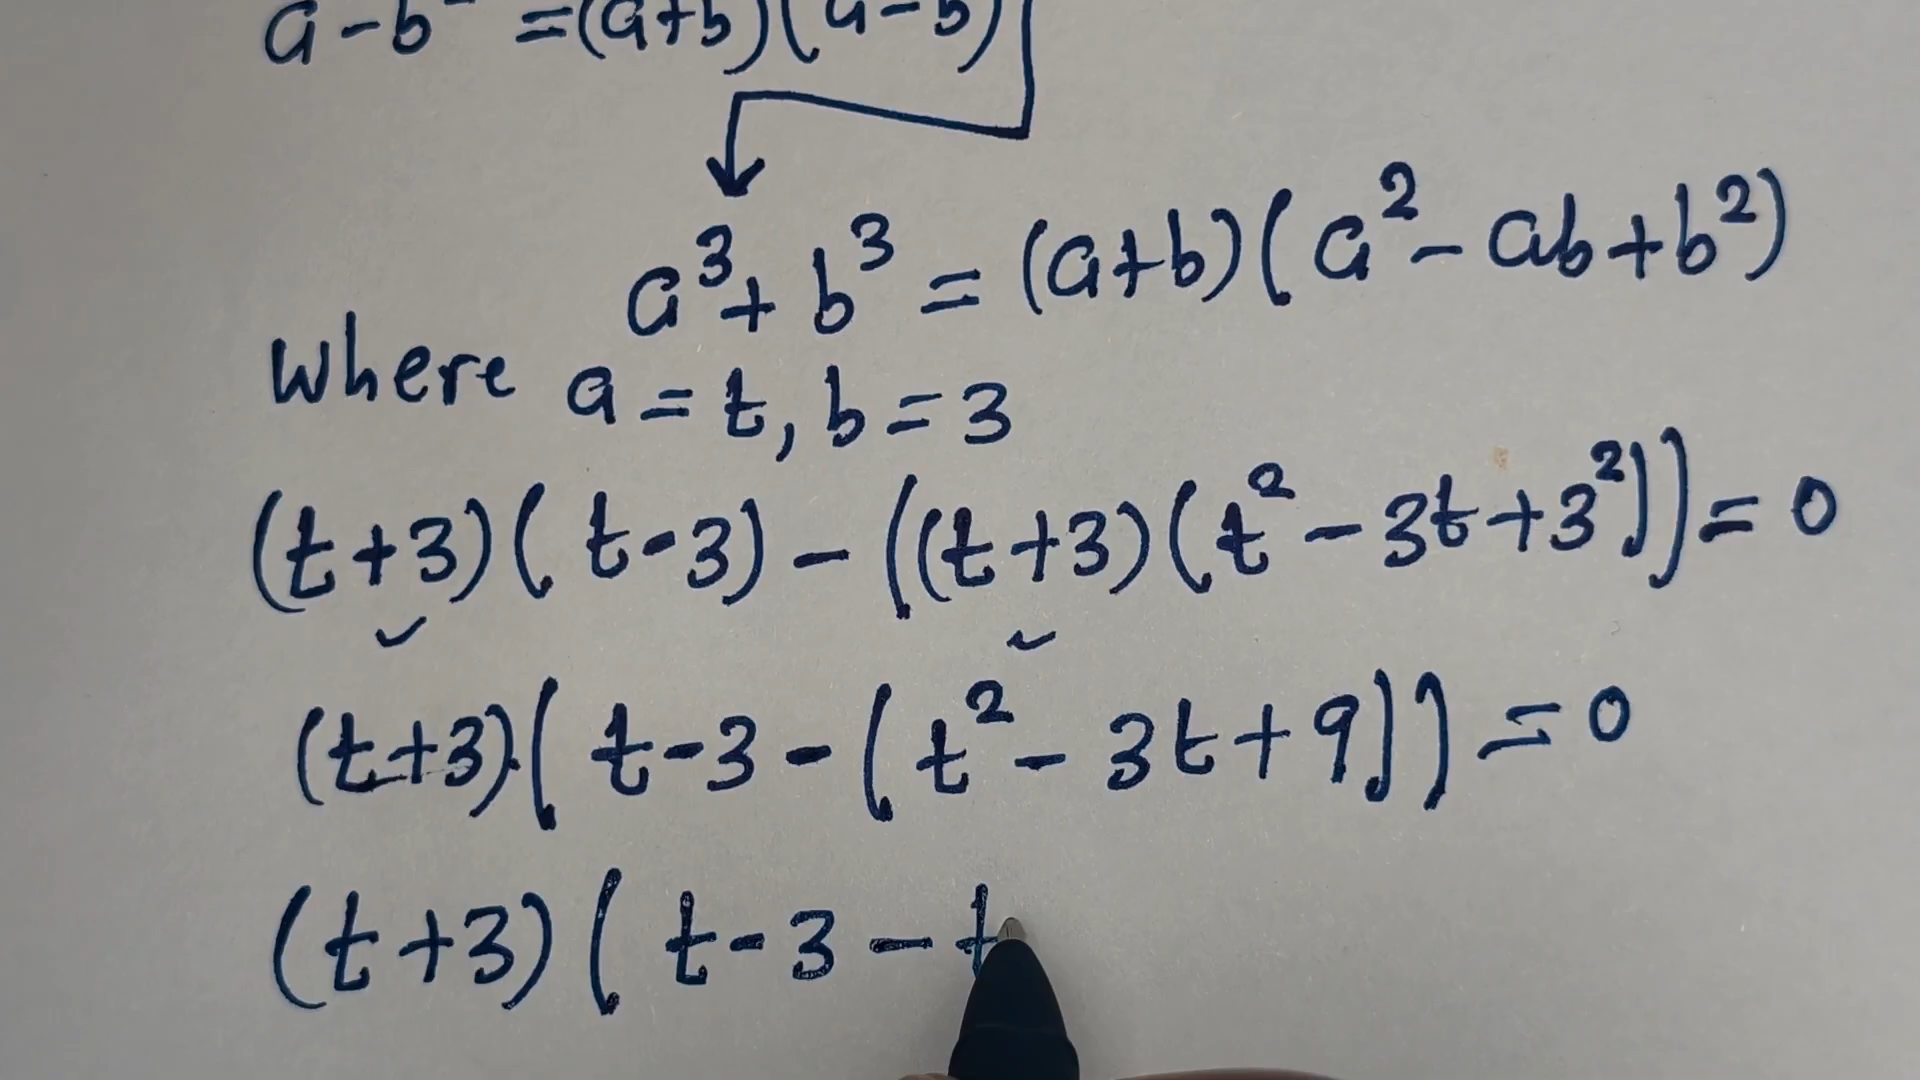 a-b² =(a+b)(a-b)
a³+ b³ = (a+b)(a²- ab+b²)
Where a = t, b = 3
(t+3)(t-3) - ((t+3)(t²-3t+3²)) = 0
(t+3)(t-3-(t²-3t+9)) = 0
(t+3)(t-3-t